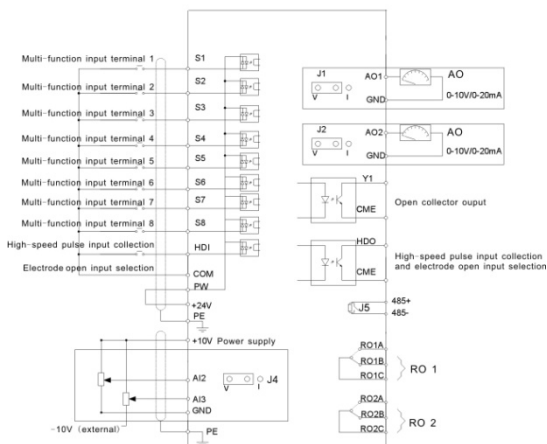 Multi-function input terminal 1 S1
Multi-function input terminal 2 S2
Multi-function input terminal 3 S3
Multi-function input terminal 4 S4
Multi-function input terminal 5 S5
Multi-function input terminal 6 S6
Multi-function input terminal 7 S7
Multi-function input terminal 8 S8
High-speed pulse input collection HDI
Electrode open input selection COM
PW
+24V
PE
+10V Power supply
AI2 V I J4
AI3
GND
-10V (external)
PE
J1 AO1 AO
V I GND 0-10V/0-20mA
J2 AO2 AO
V I GND 0-10V/0-20mA
Y1
Open collector ouput
CME
HDO
High-speed pulse input collection
and electrode open input selection
CME
485+
J5
485-
RO1A
RO1B RO 1
RO1C
RO2A
RO2B RO 2
RO2C